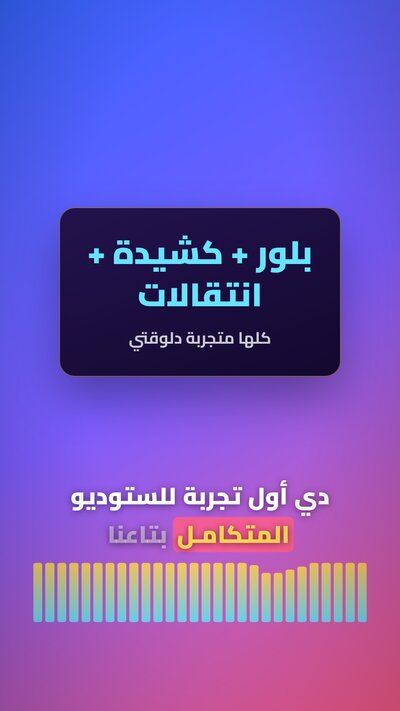 بلور + كشيدة +
انتقالات
كلها متجربة دلوقتي
دي أول تجربة للستوديو
المتكامـل بتاعنا